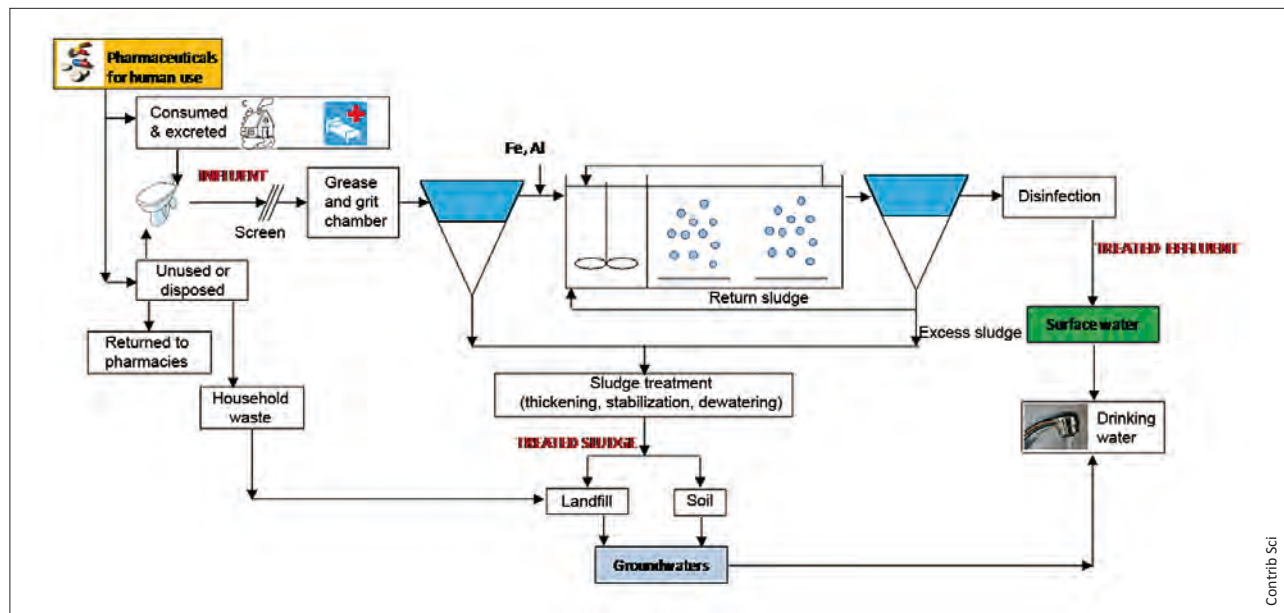 Pharmaceuticals
for human use
Consumed
& excreted
INFLUENT
Screen
Grease
and grit
chamber
Fe, Al
Disinfection
TREATED EFFLUENT
Unused or
disposed
Return sludge
Excess sludge
Surface water
Returned to
pharmacies
Household
waste
Sludge treatment
(thickening, stabilization, dewatering)
Drinking
water
TREATED SLUDGE
Landfill
Soil
Groundwaters
Contrib Sci